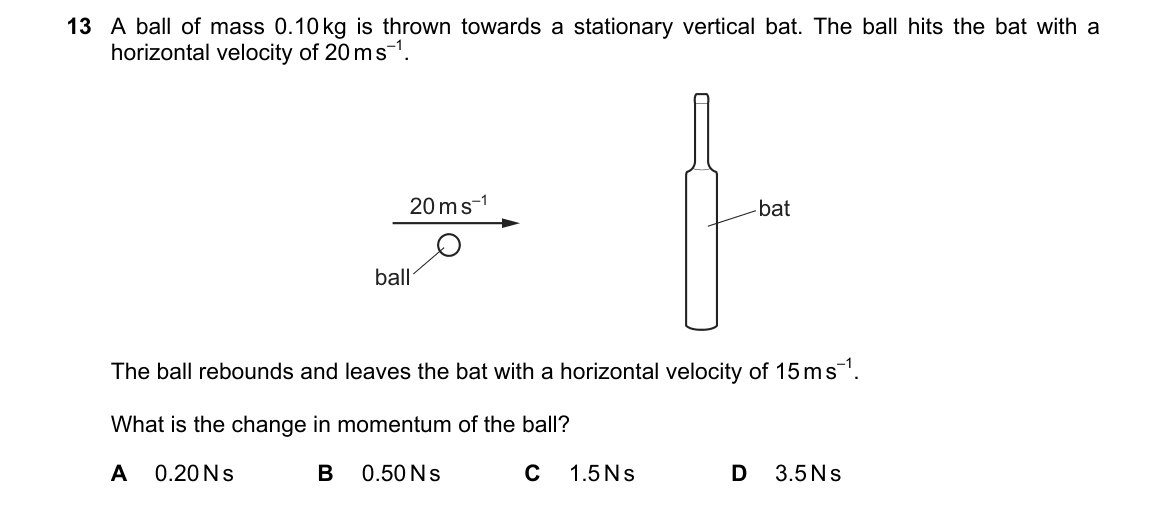 13 A ball of mass 0.10 kg is thrown towards a stationary vertical bat. The ball hits the bat with a
horizontal velocity of 20 m s⁻¹.
20 m s⁻¹
bat
ball
The ball rebounds and leaves the bat with a horizontal velocity of 15 m s⁻¹.
What is the change in momentum of the ball?
A 0.20 N s B 0.50 N s C 1.5 N s D 3.5 N s